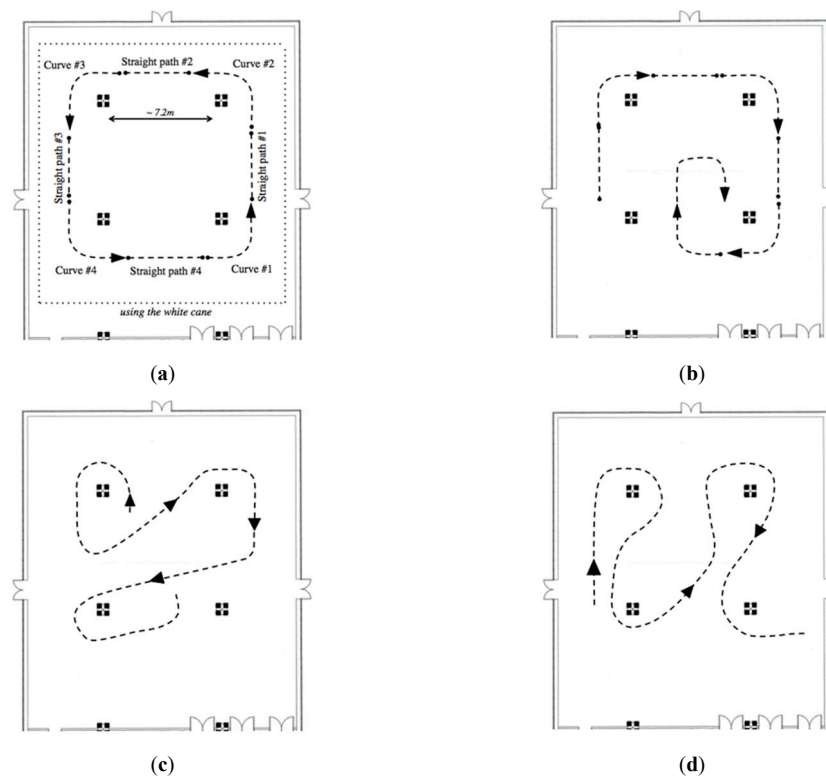 Curve #3
Straight path #2
Curve #2
~ 7.2m
Straight path #3
Straight path #1
Curve #4
Straight path #4
Curve #1
using the white cane
(a)
(b)
(c)
(d)